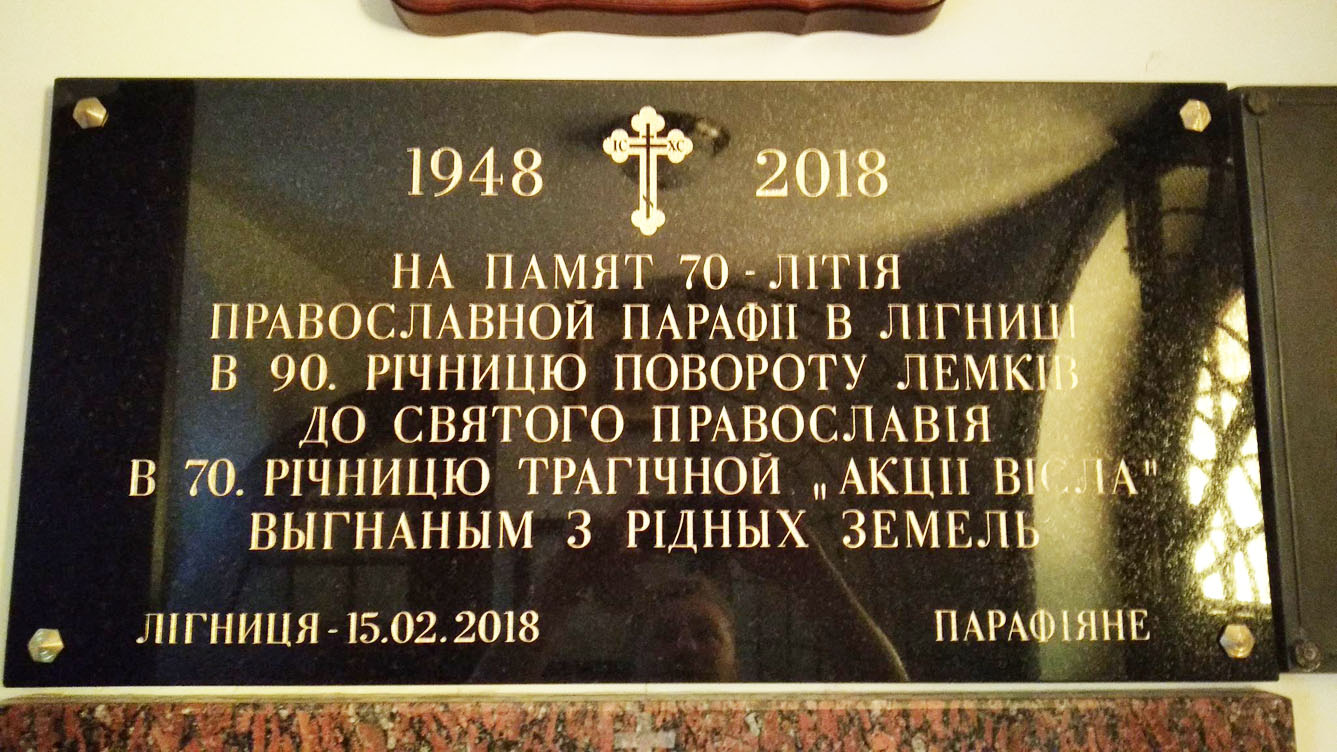 1948 ІС ХС 2018
НА ПАМЯТ 70 - ЛІТІЯ
ПРАВОСЛАВНОЙ ПАРАФІІ В ЛІГНИЦІ
В 90. РІЧНИЦЮ ПОВОРОТУ ЛЕМКІВ
ДО СВЯТОГО ПРАВОСЛАВІЯ
В 70. РІЧНИЦЮ ТРАГІЧНОЙ „АКЦІІ ВІСЛА"
ВЫГНАНЫМ З РІДНЫХ ЗЕМЕЛЬ
ЛІГНИЦЯ - 15.02.2018 ПАРАФІЯНЕ